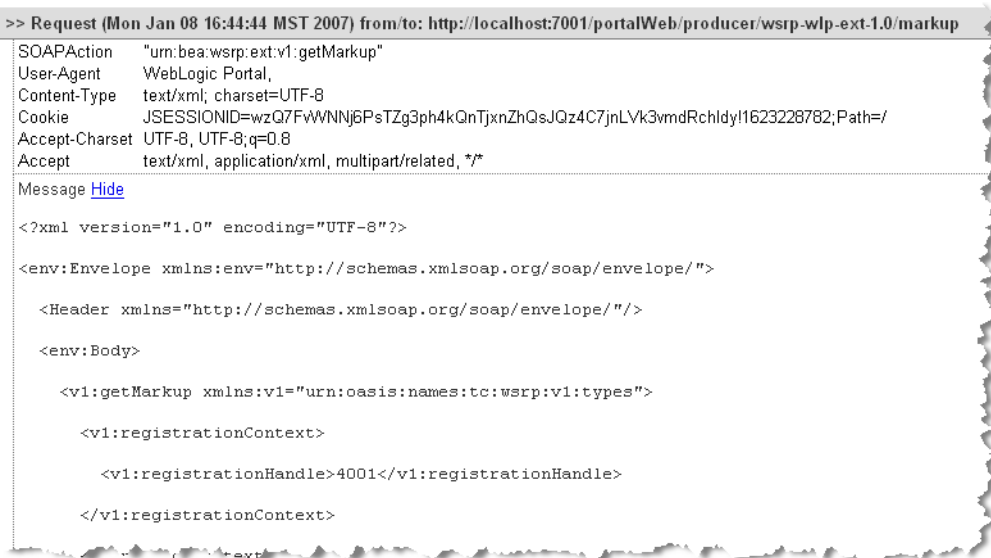 >> Request (Mon Jan 08 16:44:44 MST 2007) from/to: http://localhost:7001/portalWeb/producer/wsrp-wlp-ext-1.0/markup
SOAPAction "urn:bea:wsrp:ext:v1:getMarkup"
User-Agent WebLogic Portal,
Content-Type text/xml; charset=UTF-8
Cookie JSESSIONID=wzQ7FvWNNj6PsTZg3ph4kQnTjxnZhQsJQz4C7jnLVk3vmdRchldy!1623228782;Path=/
Accept-Charset UTF-8, UTF-8;q=0.8
Accept text/xml, application/xml, multipart/related, */*
Message Hide
<?xml version="1.0" encoding="UTF-8"?>
<env:Envelope xmlns:env="http://schemas.xmlsoap.org/soap/envelope/">
<Header xmlns="http://schemas.xmlsoap.org/soap/envelope/"/>
<env:Body>
<v1:getMarkup xmlns:v1="urn:oasis:names:tc:wsrp:v1:types">
<v1:registrationContext>
<v1:registrationHandle>4001</v1:registrationHandle>
</v1:registrationContext>